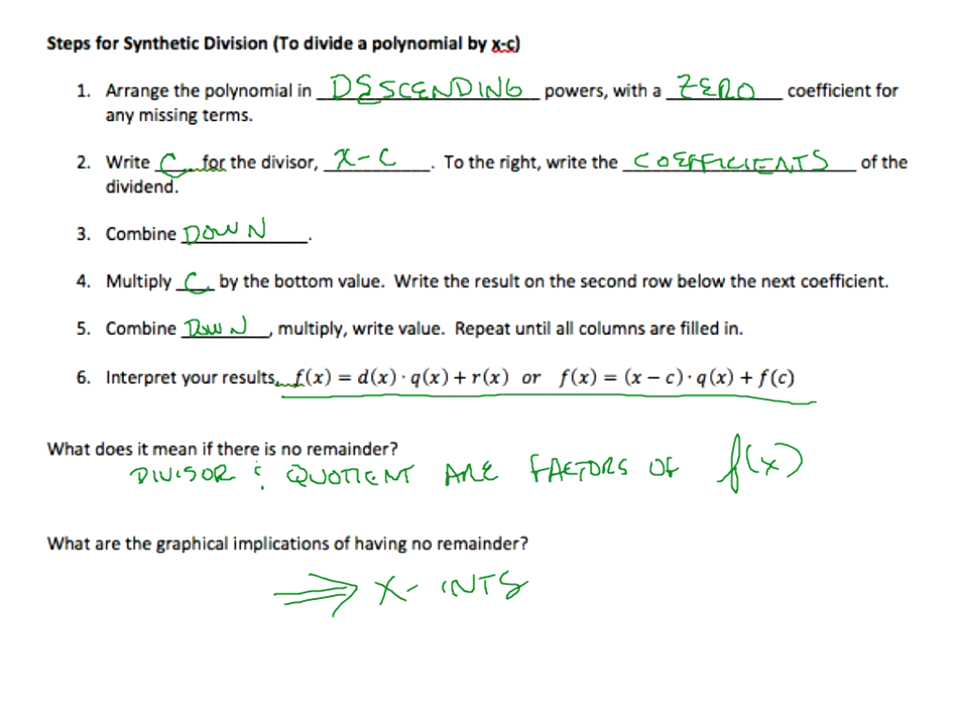 Steps for Synthetic Division (To divide a polynomial by x-c)
1. Arrange the polynomial in DESCENDING powers, with a ZERO coefficient for
any missing terms.
2. Write C for the divisor, X-C. To the right, write the COEFFICIENTS of the
dividend.
3. Combine DOWN.
4. Multiply C by the bottom value. Write the result on the second row below the next coefficient.
5. Combine DOWN, multiply, write value. Repeat until all columns are filled in.
6. Interpret your results, f(x) = d(x) · q(x) + r(x) or f(x) = (x − c) · q(x) + f(c)
What does it mean if there is no remainder?
DIVISOR & QUOTIENT ARE FACTORS OF f(x)
What are the graphical implications of having no remainder?
⇒ X-INTS